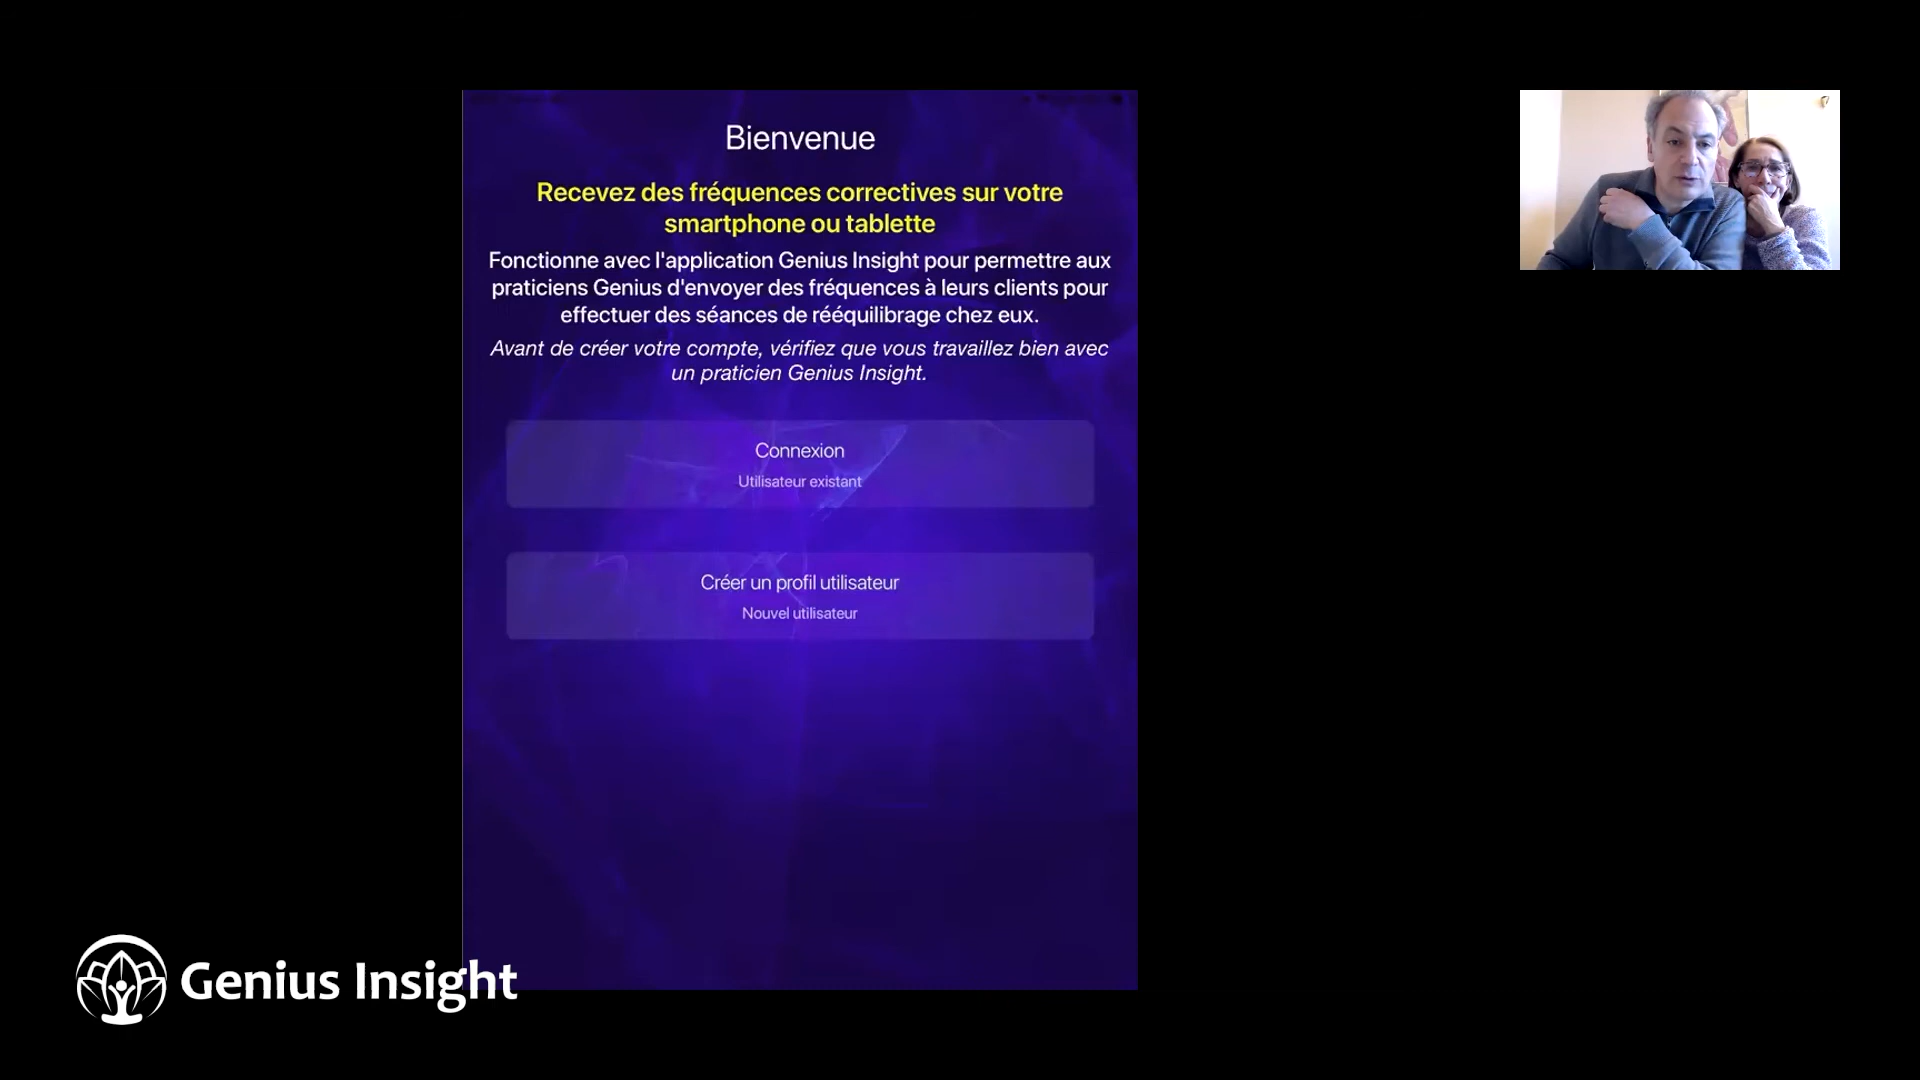 Bienvenue
Recevez des fréquences correctives sur votre
smartphone ou tablette
Fonctionne avec l'application Genius Insight pour permettre aux
praticiens Genius d'envoyer des fréquences à leurs clients pour
effectuer des séances de rééquilibrage chez eux.
Avant de créer votre compte, vérifiez que vous travaillez bien avec
un praticien Genius Insight.
Connexion
Utilisateur existant
Créer un profil utilisateur
Nouvel utilisateur
Genius Insight